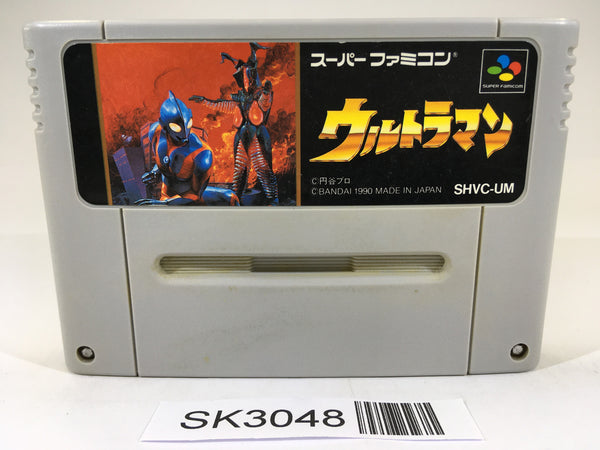 スーパーファミコン®
SUPER FAMICOM
ウルトラマン
©円谷プロ
©BANDAI 1990 MADE IN JAPAN
SHVC-UM
SK3048